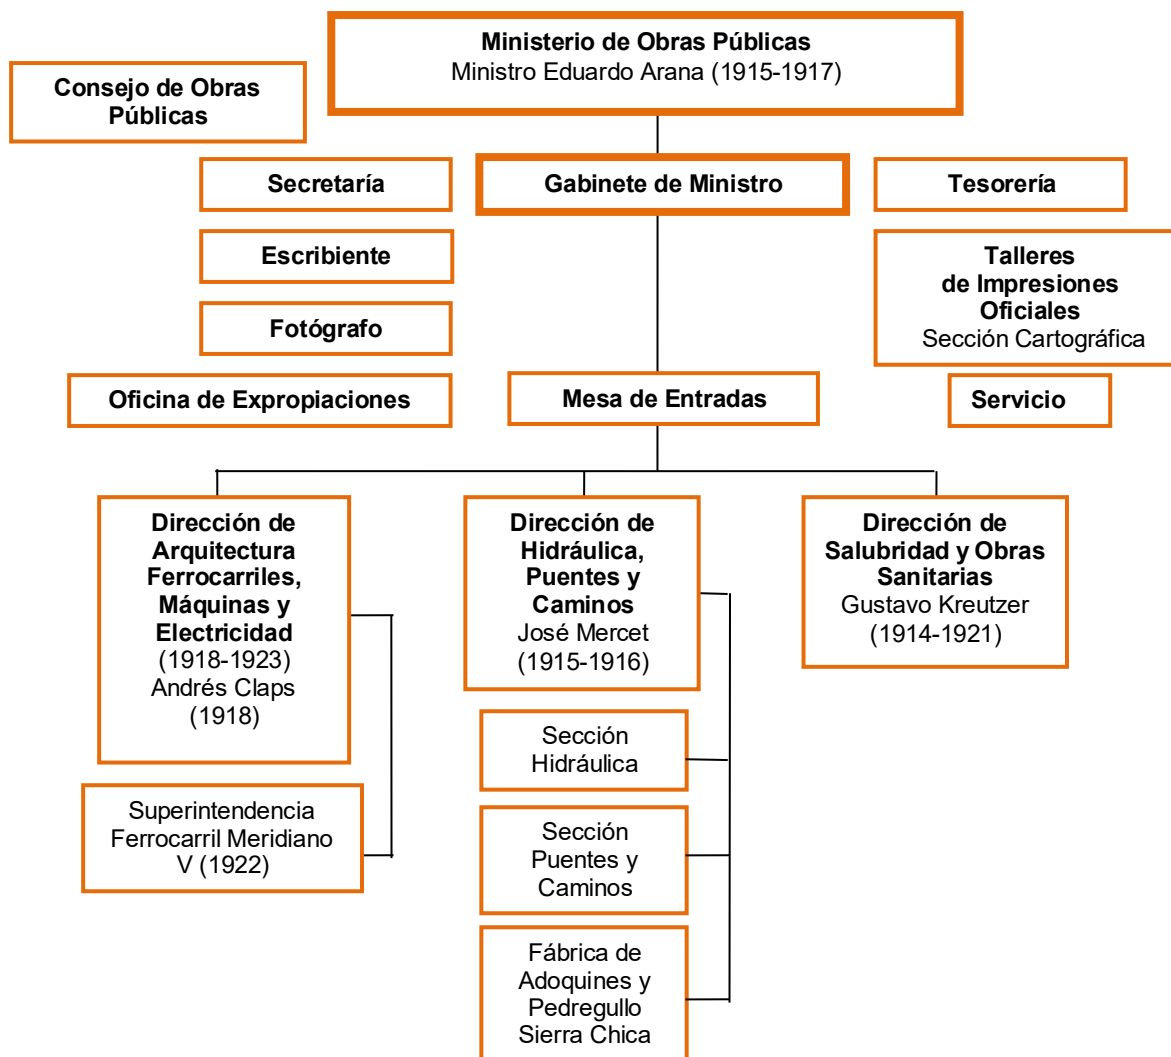 Ministerio de Obras Públicas
Ministro Eduardo Arana (1915-1917)
Consejo de Obras
Públicas
Secretaría
Gabinete de Ministro
Tesorería
Escribiente
Talleres
de Impresiones
Oficiales
Sección Cartográfica
Fotógrafo
Oficina de Expropiaciones
Mesa de Entradas
Servicio
Dirección de
Arquitectura
Ferrocarriles,
Máquinas y
Electricidad
(1918-1923)
Andrés Claps
(1918)
Superintendencia
Ferrocarril Meridiano
V (1922)
Dirección de
Hidráulica,
Puentes y
Caminos
José Mercet
(1915-1916)
Sección
Hidráulica
Sección
Puentes y
Caminos
Fábrica de
Adoquines y
Pedregullo
Sierra Chica
Dirección de
Salubridad y Obras
Sanitarias
Gustavo Kreutzer
(1914-1921)